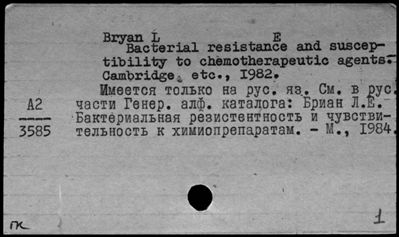 Bryan L E
Bacterial resistance and suscep-
tibility to chemotherapeutic agents.-
Cambridge, etc., 1982.
Имеется только на рус. яз. См. в рус.
части Генер. алф. каталога: Бриан Л.Е.
Бактериальная резистентность и чувстви-
тельность к химиопрепаратам. - М., 1984.
A2
3585
ПК
1